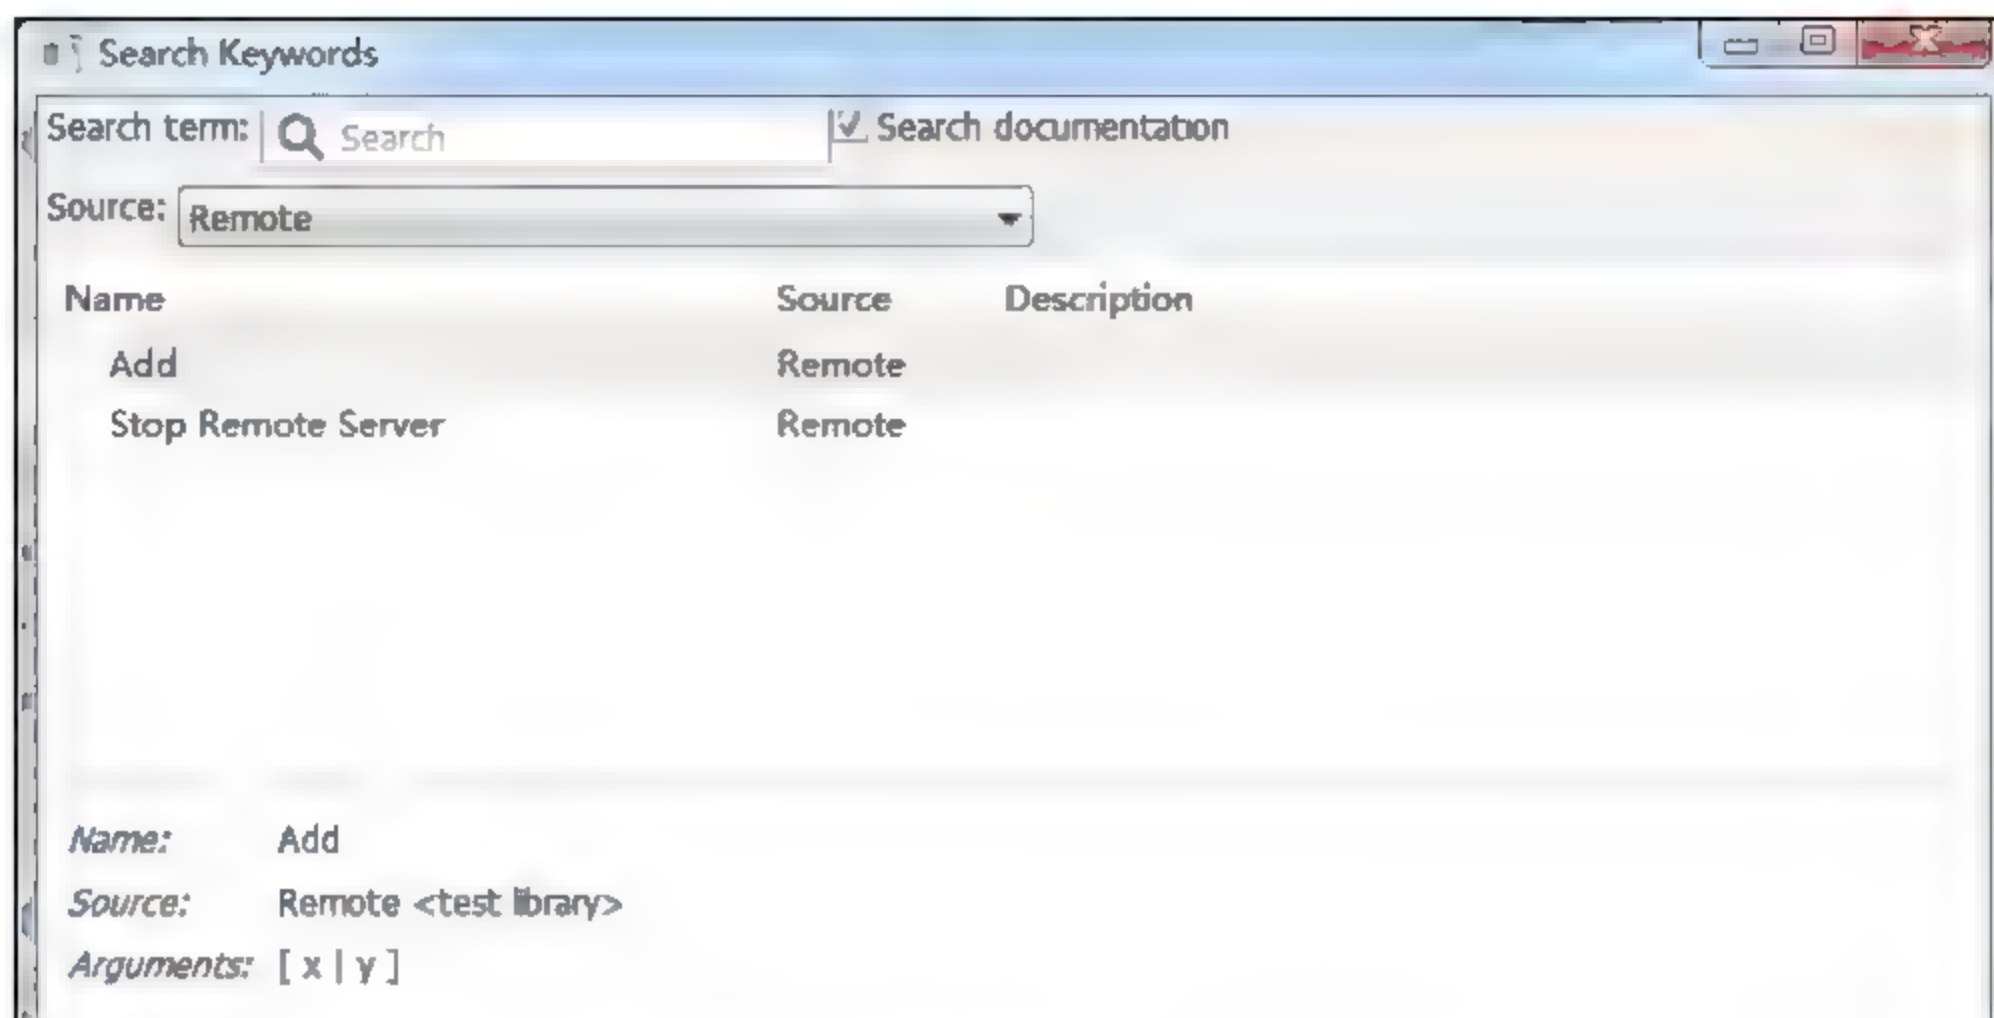 Search Keywords
Search term: Search Search documentation
Source: Remote
Name Source Description
Add Remote
Stop Remote Server Remote
Name: Add
Source: Remote <test library>
Arguments: [ x | y ]